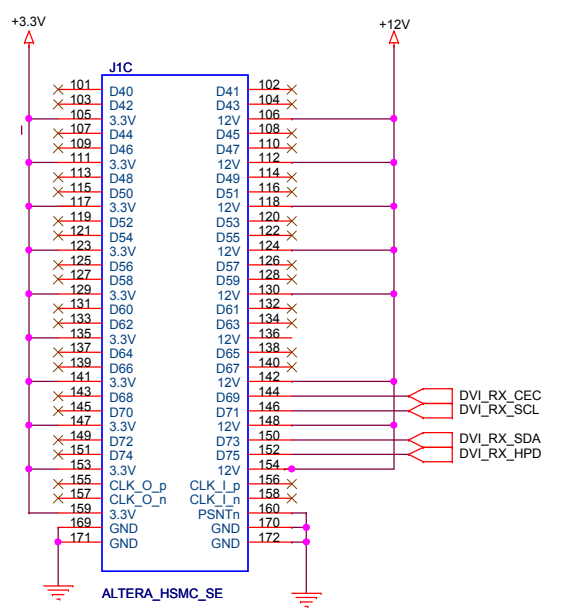 +3.3V +12V
J1C
101 D40 D41 102
103 D42 D43 104
105 3.3V 12V 106
107 D44 D45 108
109 D46 D47 110
111 3.3V 12V 112
113 D48 D49 114
115 D50 D51 116
117 3.3V 12V 118
119 D52 D53 120
121 D54 D55 122
123 3.3V 12V 124
125 D56 D57 126
127 D58 D59 128
129 3.3V 12V 130
131 D60 D61 132
133 D62 D63 134
135 3.3V 12V 136
137 D64 D65 138
139 D66 D67 140
141 3.3V 12V 142
143 D68 D69 144 DVI_RX_CEC
145 D70 D71 146 DVI_RX_SCL
147 3.3V 12V 148
149 D72 D73 150 DVI_RX_SDA
151 D74 D75 152 DVI_RX_HPD
153 3.3V 12V 154
155 CLK_O_p CLK_I_p 156
157 CLK_O_n CLK_I_n 158
159 3.3V PSNTn 160
169 GND GND 170
171 GND GND 172
ALTERA_HSMC_SE